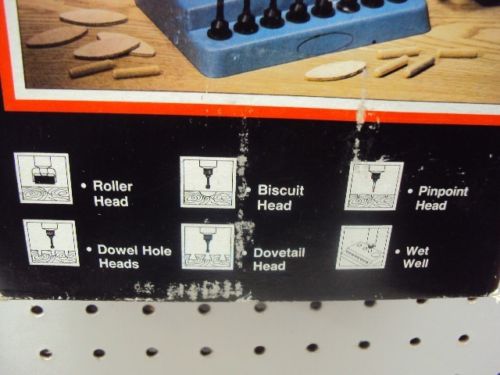 • Roller
Head
• Biscuit
Head
• Pinpoint
Head
• Dowel Hole
Heads
• Dovetail
Head
• Wet
Well